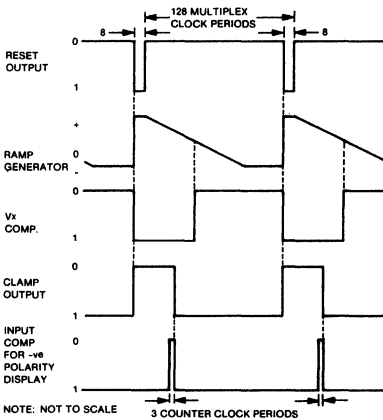 128 MULTIPLEX
CLOCK PERIODS
8
8
RESET
OUTPUT
0
1
RAMP
GENERATOR
+
0
-
Vx
COMP.
0
1
CLAMP
OUTPUT
0
1
INPUT
COMP
FOR -ve
POLARITY
DISPLAY
0
1
NOTE: NOT TO SCALE
3 COUNTER CLOCK PERIODS